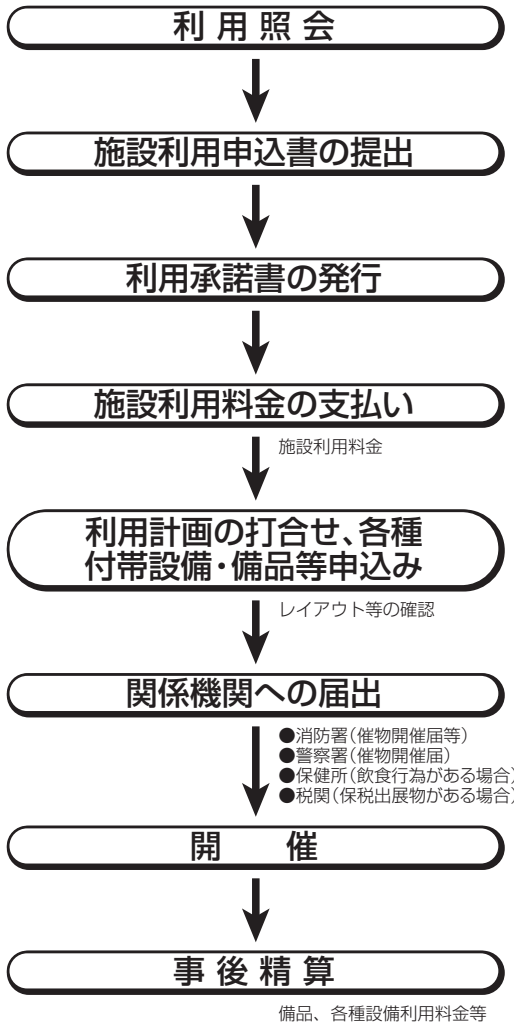 利用照会
施設利用申込書の提出
利用承諾書の発行
施設利用料金の支払い
施設利用料金
利用計画の打合せ、各種
付帯設備・備品等申込み
レイアウト等の確認
関係機関への届出
●消防署(催物開催届等)
●警察署(催物開催届)
●保健所(飲食行為がある場合)
●税関(保税出展物がある場合)
開　催
事後精算
備品、各種設備利用料金等